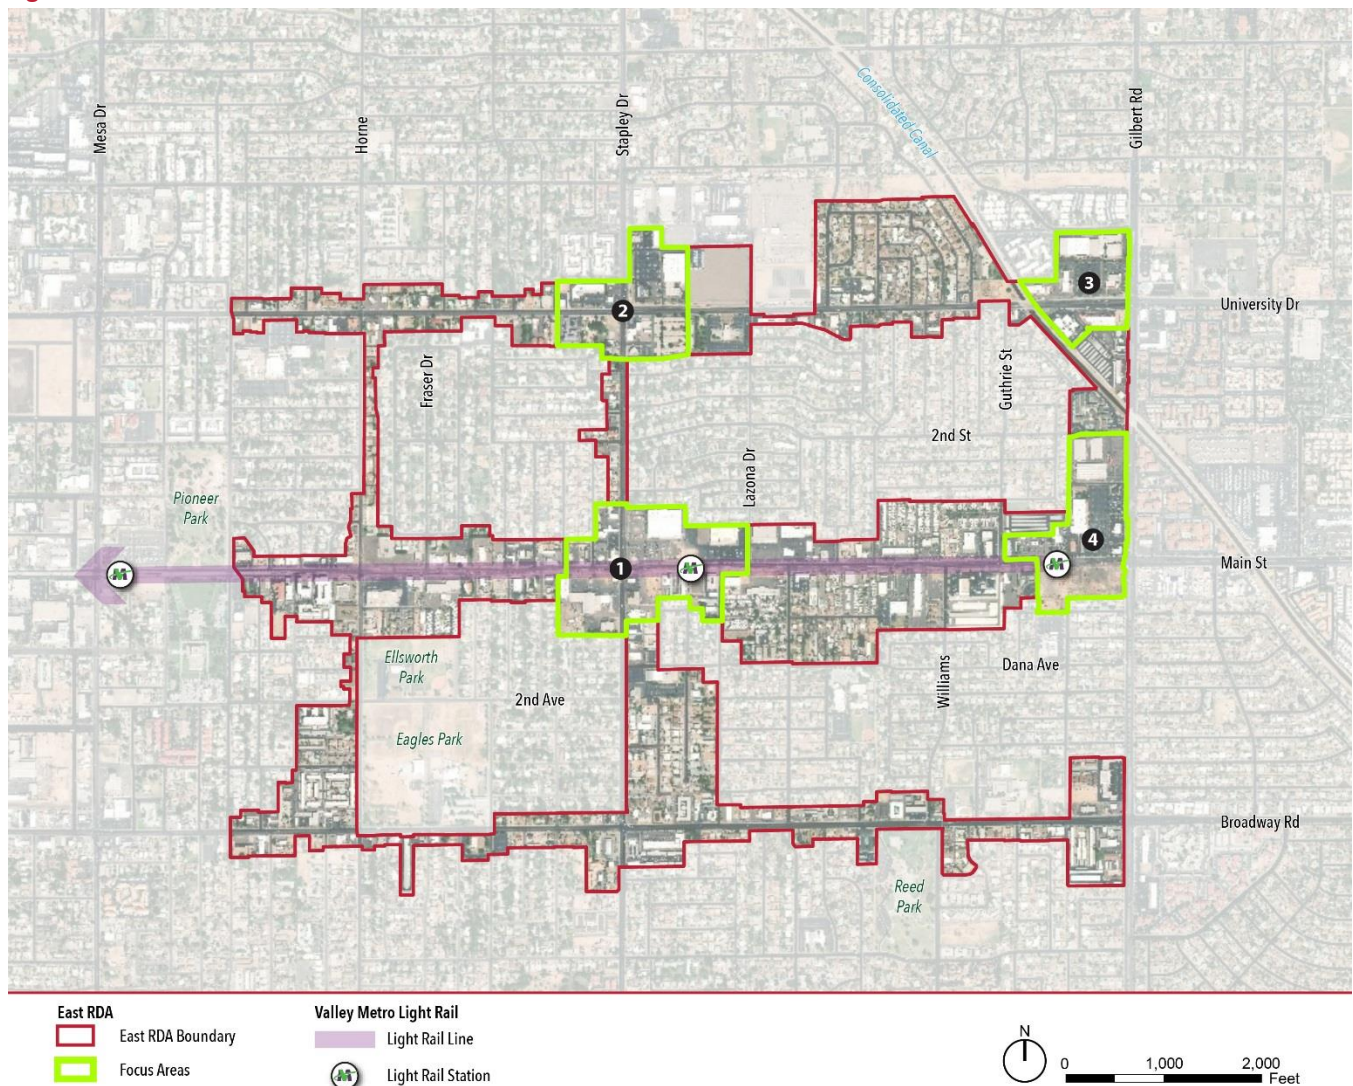 Mesa Dr
Horne
Stapley Dr
Consolidated Canal
Gilbert Rd
2
3
University Dr
Fraser Dr
Guthrie St
2nd St
Lazona Dr
Pioneer
Park
1
4
Main St
Ellsworth
Park
2nd Ave
Williams
Dana Ave
Eagles Park
Broadway Rd
Reed
Park
East RDA
East RDA Boundary
Focus Areas
Valley Metro Light Rail
Light Rail Line
Light Rail Station
N
0 1,000 2,000
Feet